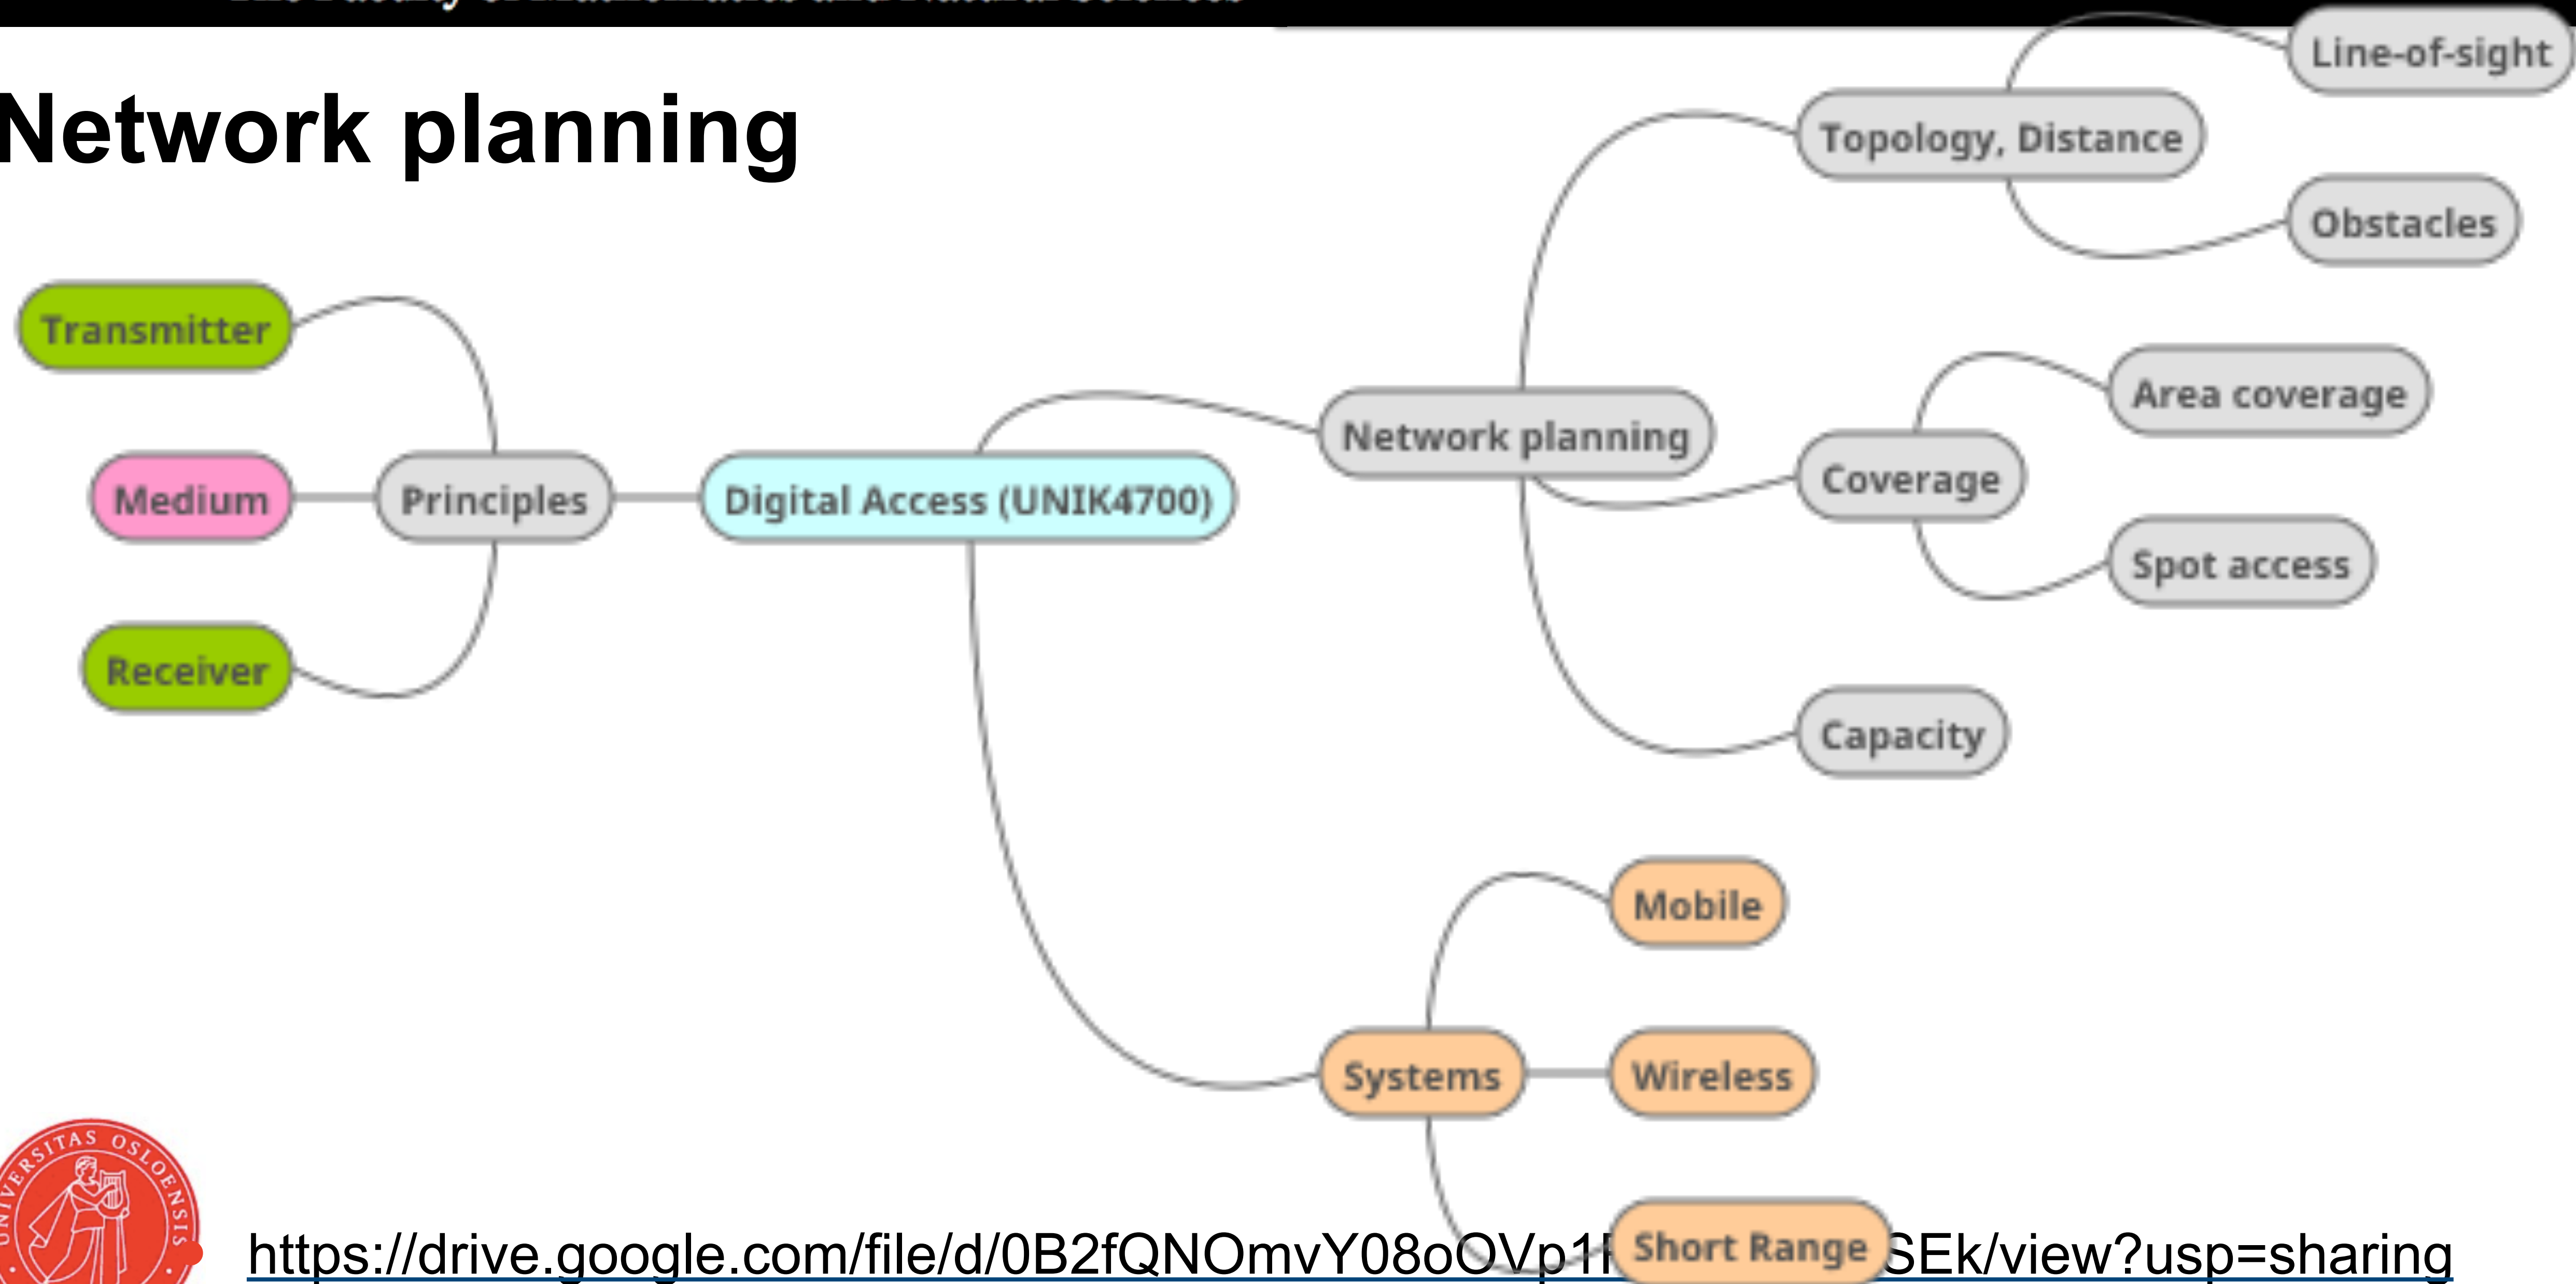 Network planning
Line-of-sight
Topology, Distance
Obstacles
Transmitter
Area coverage
Network planning
Coverage
Medium
Principles
Digital Access (UNIK4700)
Spot access
Receiver
Capacity
Mobile
Systems
Wireless
Short Range
UNIVERSITAS OSLOENSIS
https://drive.google.com/file/d/0B2fQNOmvY08oOVp1 SEk/view?usp=sharing